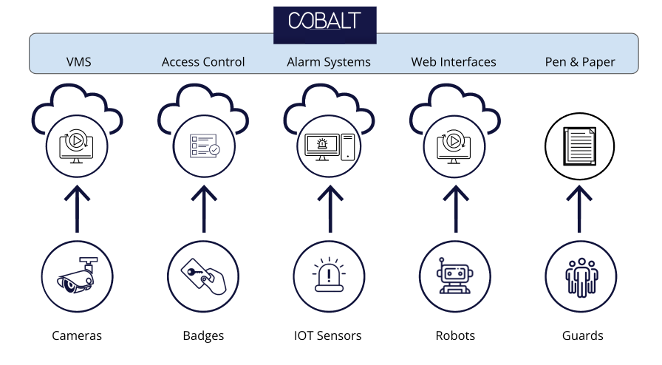 COBALT
VMS Access Control Alarm Systems Web Interfaces Pen & Paper
Cameras Badges IOT Sensors Robots Guards